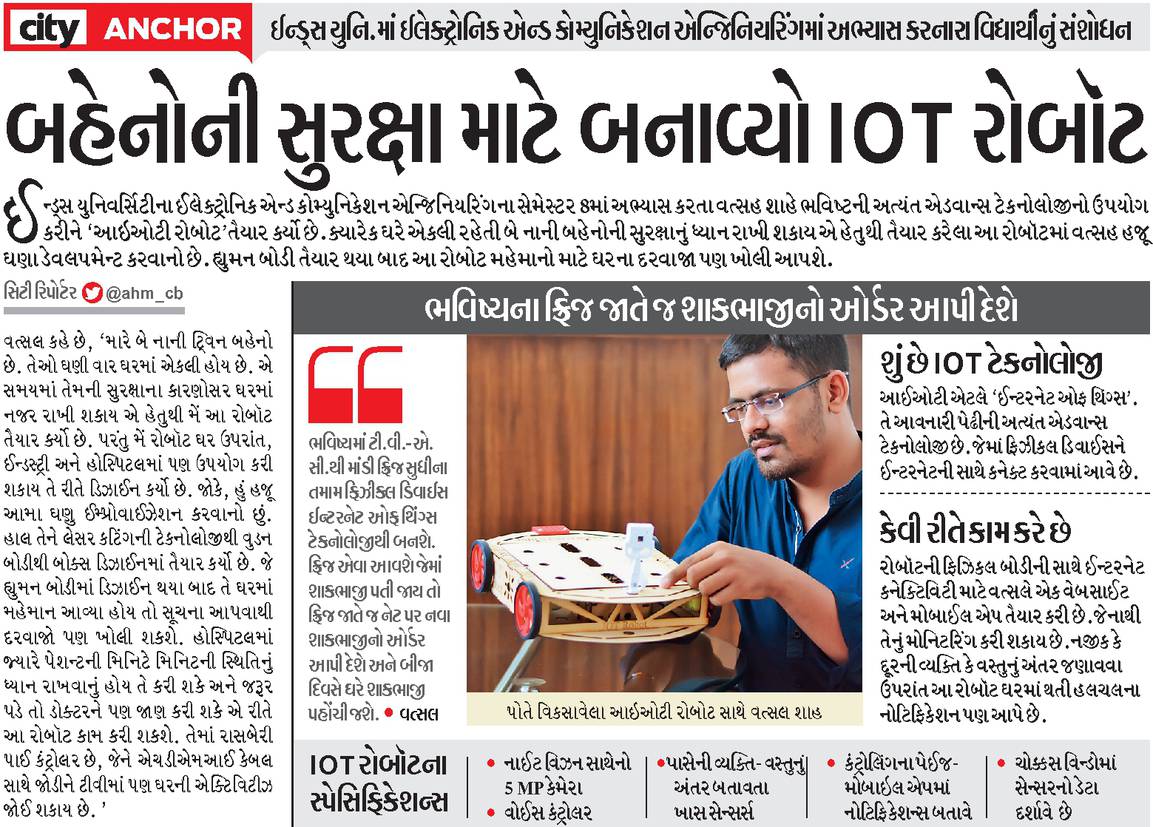 city ANCHOR
ઈન્ડ્સ યુનિ.માં ઈલેક્ટ્રોનિક એન્ડ કોમ્યુનિકેશન એન્જિનિયરિંગમાં અભ્યાસ કરનારા વિદ્યાર્થીનું સંશોધન
બહેનોની સુરક્ષા માટે બનાવ્યો IOT રોબૉટ
ઈન્ડ્સ યુનિવર્સિટીના ઈલેક્ટ્રોનિક એન્ડ કોમ્યુનિકેશન એન્જિનિયરિંગના સેમેસ્ટર 8માં અભ્યાસ કરતા વત્સહ શાહે ભવિષ્ટની અત્યંત એડવાન્સ ટેકનોલોજીનો ઉપયોગ
કરીને ‘આઇઓટી રોબૉટ’તૈયાર કર્યો છે. ક્યારેક ઘરે એકલી રહેતી બે નાની બહેનોની સુરક્ષાનું ધ્યાન રાખી શકાય એ હેતુથી તૈયાર કરેલા આ રોબૉટમાં વત્સહ હજૂ
ઘણા ડેવલપમેન્ટ કરવાનો છે. હ્યુમન બોડી તૈયાર થયા બાદ આ રોબૉટ મહેમાનો માટે ઘરના દરવાજા પણ ખોલી આપશે.
સિટી રિપોર્ટર @ahm_cb
વત્સલ કહે છે, ‘મારે બે નાની ટ્વિન બહેનો
છે. તેઓ ઘણી વાર ઘરમાં એકલી હોય છે. એ
સમયમાં તેમની સુરક્ષાના કારણોસર ઘરમાં
નજર રાખી શકાય એ હેતુથી મેં આ રોબૉટ
તૈયાર કર્યો છે. પરંતુ મેં રોબૉટ ઘર ઉપરાંત,
ઈન્ડસ્ટ્રી અને હોસ્પિટલમાં પણ ઉપયોગ કરી
શકાય તે રીતે ડિઝાઈન કર્યો છે. જોકે, હું હજૂ
આમા ઘણુ ઈમ્પ્રોવાઈઝેશન કરવાનો છું.
હાલ તેને લેસર કટિંગની ટેકનોલોજીથી વુડન
બોડીથી બોક્સ ડિઝાઈનમાં તૈયાર કર્યો છે. જે
હ્યુમન બોડીમાં ડિઝાઈન થયા બાદ તે ઘરમાં
મહેમાન આવ્યા હોય તો સૂચના આપવાથી
દરવાજો પણ ખોલી શકશે. હોસ્પિટલમાં
જ્યારે પેશન્ટની મિનિટે મિનિટની સ્થિતિનું
ધ્યાન રાખવાનું હોય તે કરી શકે અને જરૂર
પડે તો ડોક્ટરને પણ જાણ કરી શકે એ રીતે
આ રોબૉટ કામ કરી શકશે. તેમાં રાસબેરી
પાઈ કંટ્રોલર છે, જેને એચડીએમઆઈ કેબલ
સાથે જોડીને ટીવીમાં પણ ઘરની એક્ટિવિટીઝ
જોઈ શકાય છે. ’
ભવિષ્યના ફ્રિજ જાતે જ શાકભાજીનો ઓર્ડર આપી દેશે
ભવિષ્યમાં ટી.વી.-એ.
સી.થી માંડી ફ્રિજ સુધીના
તમામ ફિઝીકલ ડિવાઈસ
ઈન્ટરનેટ ઓફ થિંગ્સ
ટેકનોલોજીથી બનશે.
ફ્રિજ એવા આવશે જેમાં
શાકભાજી પતી જાય તો
ફ્રિજ જાતે જ નેટ પર નવા
શાકભાજીનો ઓર્ડર
આપી દેશે અને બીજા
દિવસે ઘરે શાકભાજી
પહોંચી જશે. • વત્સલ
IOT Robot
પોતે વિકસાવેલા આઇઓટી રોબૉટ સાથે વત્સલ શાહ
શું છે IOT ટેકનોલોજી
આઈઓટી એટલે ‘ઈન્ટરનેટ ઓફ થિંગ્સ’.
તે આવનારી પેઢીની અત્યંત એડવાન્સ
ટેકનોલોજી છે. જેમાં ફિઝીકલ ડિવાઈસને
ઈન્ટરનેટની સાથે કનેક્ટ કરવામાં આવે છે.
કેવી રીતે કામ કરે છે
રોબૉટની ફિઝિકલ બોડીની સાથે ઈન્ટરનેટ
કનેક્ટિવિટી માટે વત્સલે એક વેબસાઈટ
અને મોબાઈલ એપ તૈયાર કરી છે. જેનાથી
તેનું મોનિટરિંગ કરી શકાય છે. નજીક કે
દૂરની વ્યક્તિ કે વસ્તુનું અંતર જણાવવા
ઉપરાંત આ રોબૉટ ઘરમાં થતી હલચલના
નોટિફિકેશન પણ આપે છે.
IOT રોબૉટના
સ્પેસિફિકેશન્સ
• નાઈટ વિઝન સાથેનો
5 MP કેમેરા
• વોઈસ કંટ્રોલર
•પાસેની વ્યક્તિ- વસ્તુનું
અંતર બતાવતા
ખાસ સેન્સર્સ
• કંટ્રોલિંગના પેઈજ-
મોબાઈલ એપમાં
નોટિફિકેશન્સ બતાવે
• ચોક્કસ વિન્ડોમાં
સેન્સરનો ડેટા
દર્શાવે છે